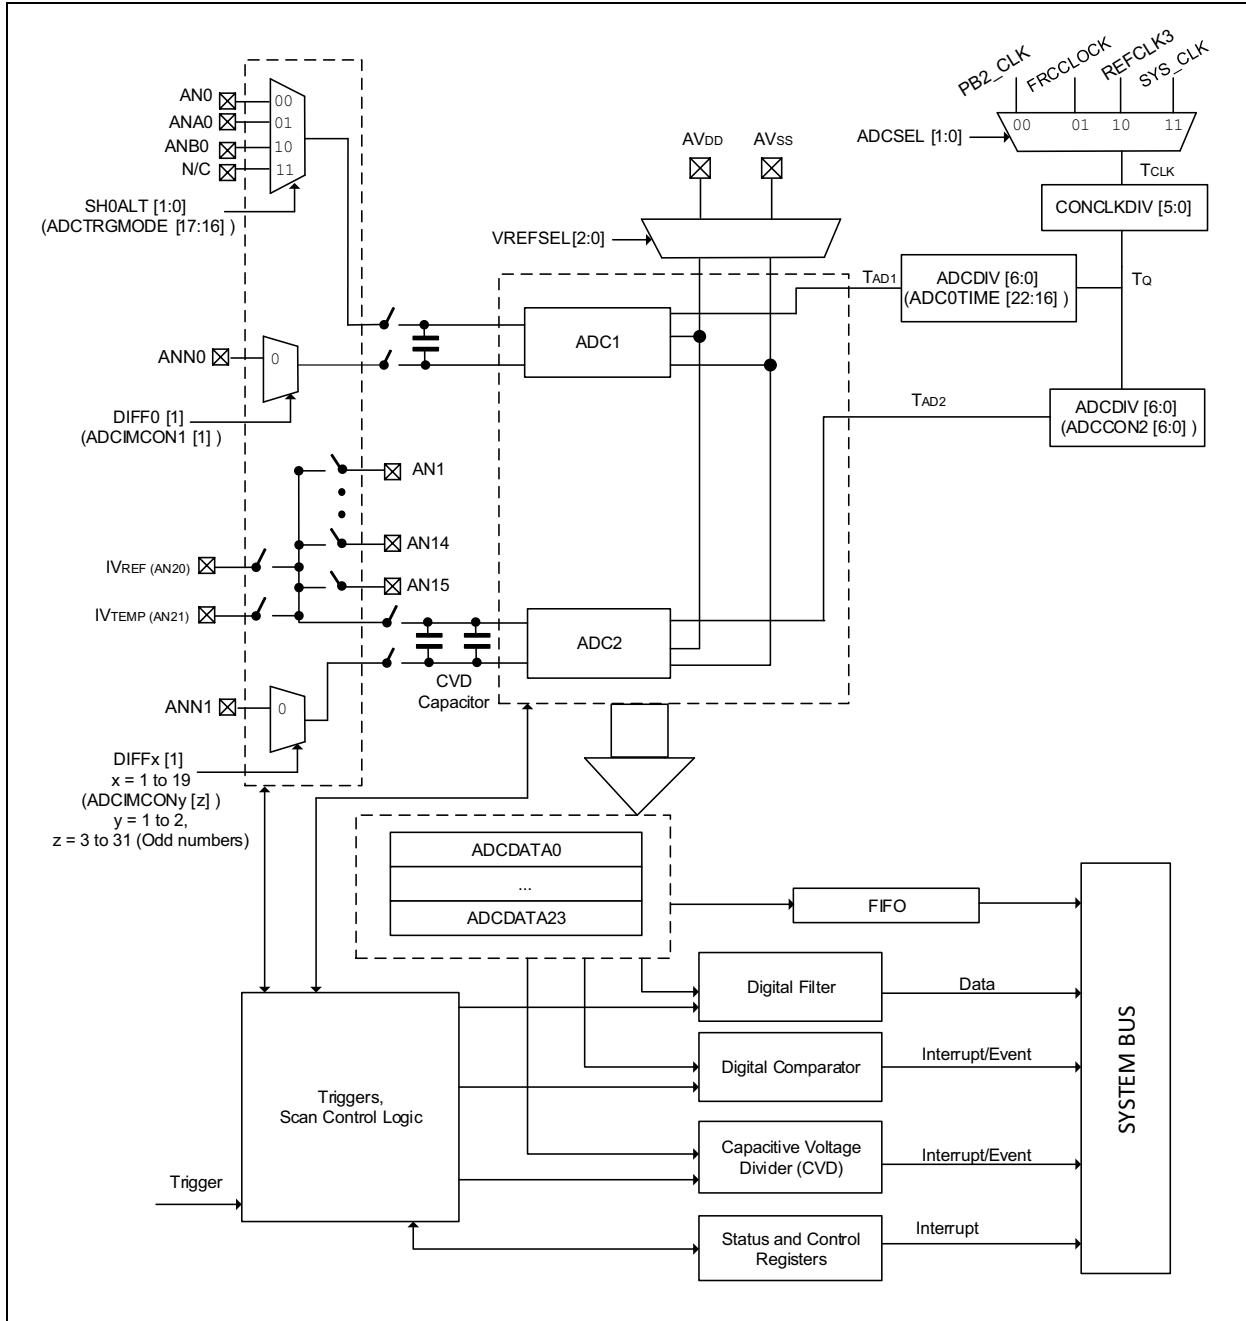 PB2_CLK
FRCCLOCK
REFCLK3
SYS_CLK
AN0
00
ANA0
01
ANB0
10
N/C
11
SH0ALT [1:0]
(ADCTRGMODE [17:16] )
AVDD
AVSS
ADCSEL [1:0]
00
01
10
11
TCLK
CONCLKDIV [5:0]
VREFSEL[2:0]
TAD1
ADCDIV [6:0]
(ADC0TIME [22:16] )
TQ
ADC1
ANN0
0
DIFF0 [1]
(ADCIMCON1 [1] )
TAD2
ADCDIV [6:0]
(ADCCON2 [6:0] )
AN1
AN14
IVREF (AN20)
AN15
IVTEMP (AN21)
ADC2
CVD
Capacitor
ANN1
0
DIFFx [1]
x = 1 to 19
(ADCIMCONy [z] )
y = 1 to 2,
z = 3 to 31 (Odd numbers)
ADCDATA0
...
ADCDATA23
FIFO
Digital Filter
Data
Digital Comparator
Interrupt/Event
Triggers,
Scan Control Logic
Capacitive Voltage
Divider (CVD)
Interrupt/Event
Trigger
Status and Control
Registers
Interrupt
SYSTEM BUS